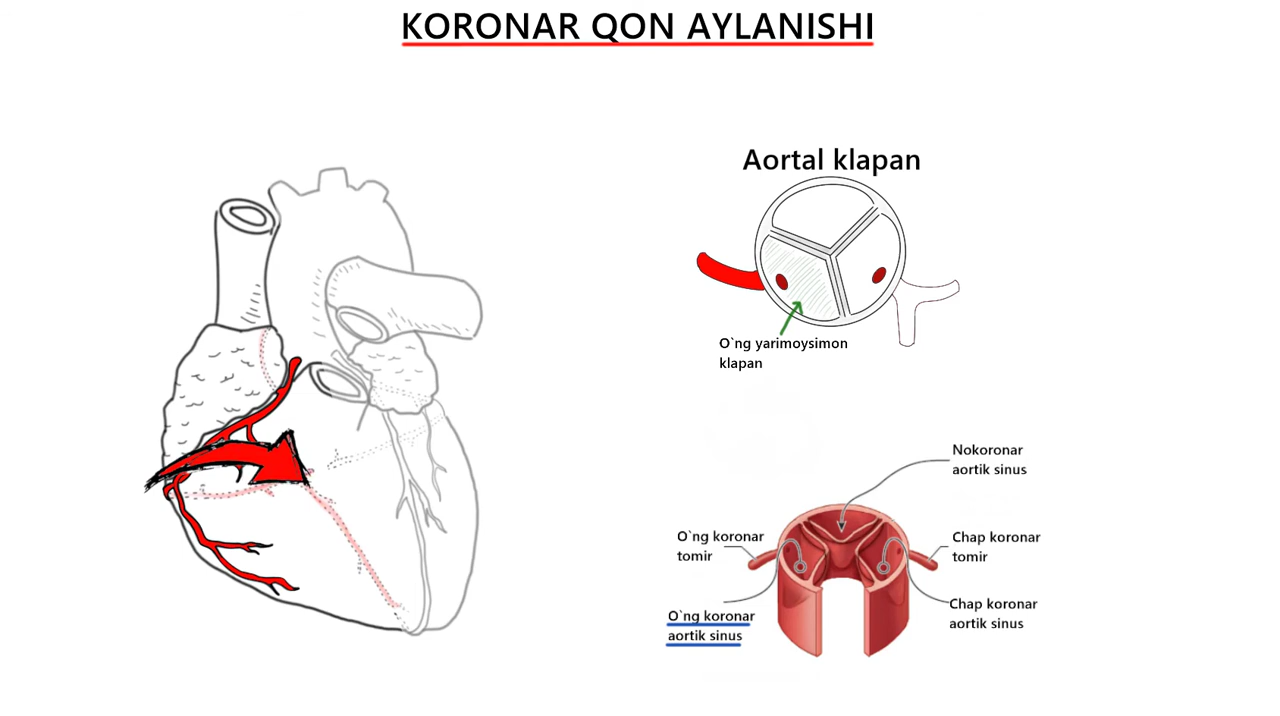 KORONAR QON AYLANISHI
Aortal klapan
O`ng yarimoysimon
klapan
Nokoronar
aortik sinus
O`ng koronar
tomir
Chap koronar
tomir
O`ng koronar
aortik sinus
Chap koronar
aortik sinus